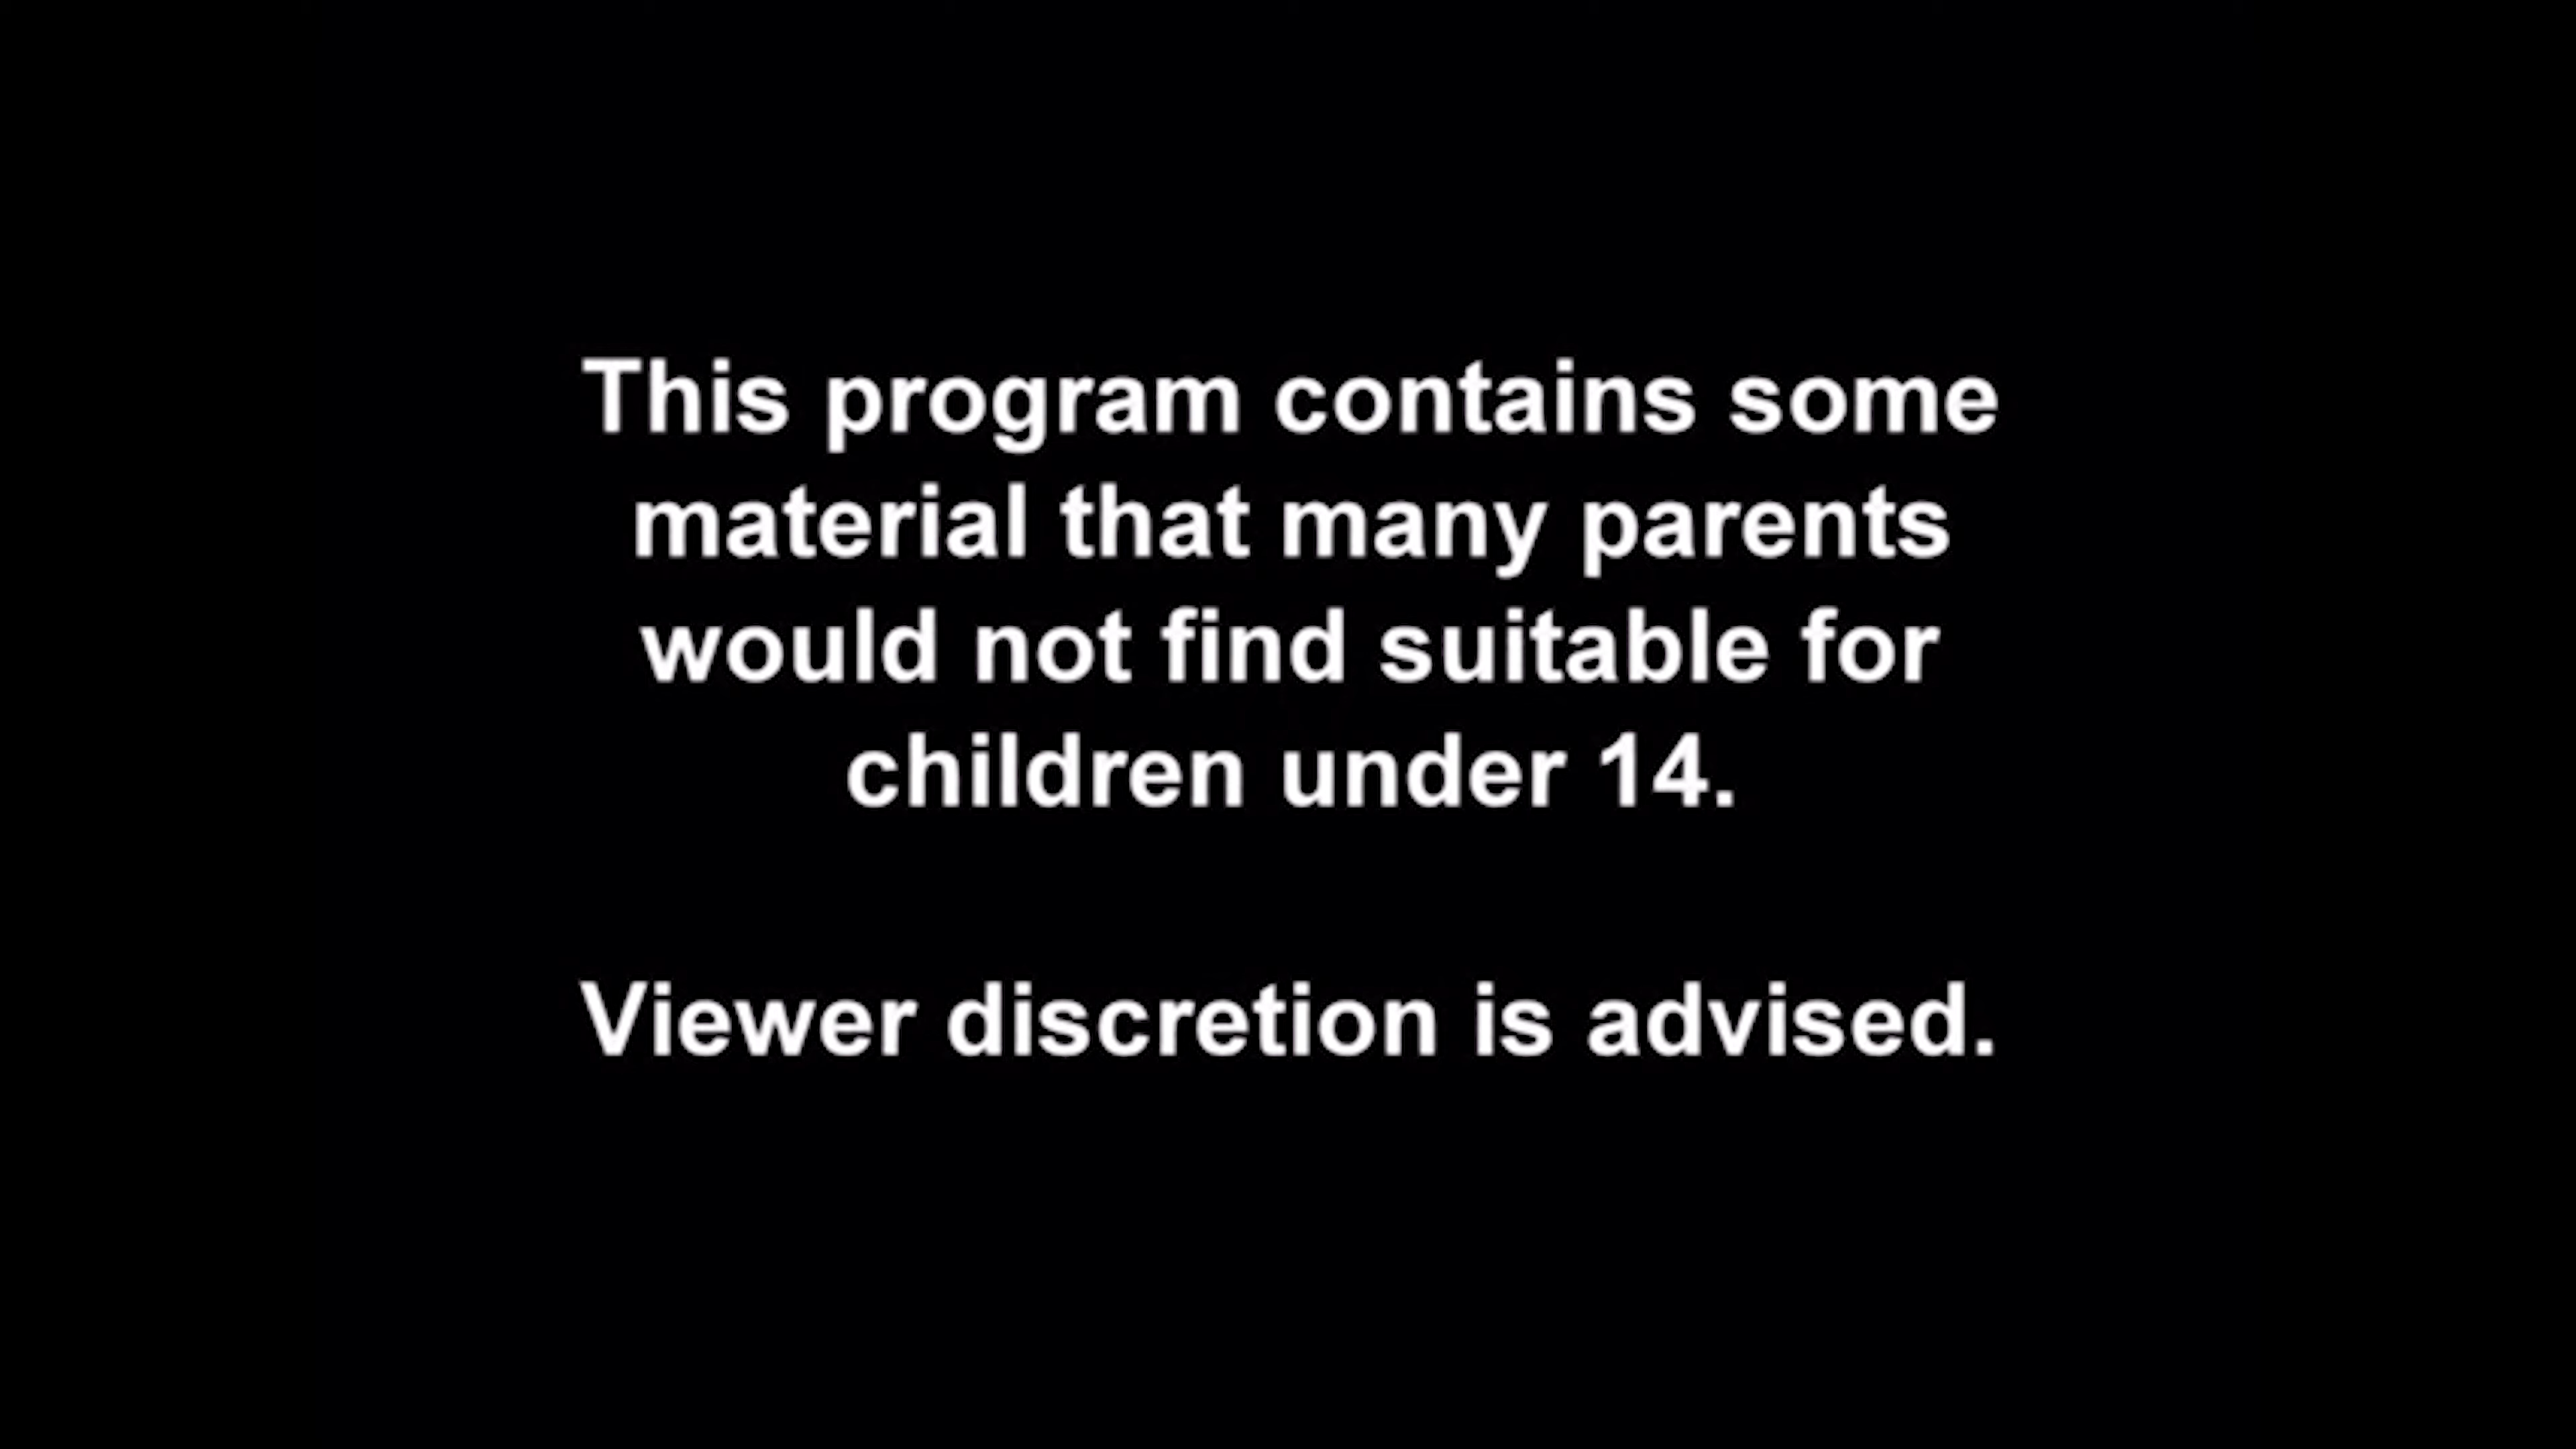 This program contains some
material that many parents
would not find suitable for
children under 14.
Viewer discretion is advised.